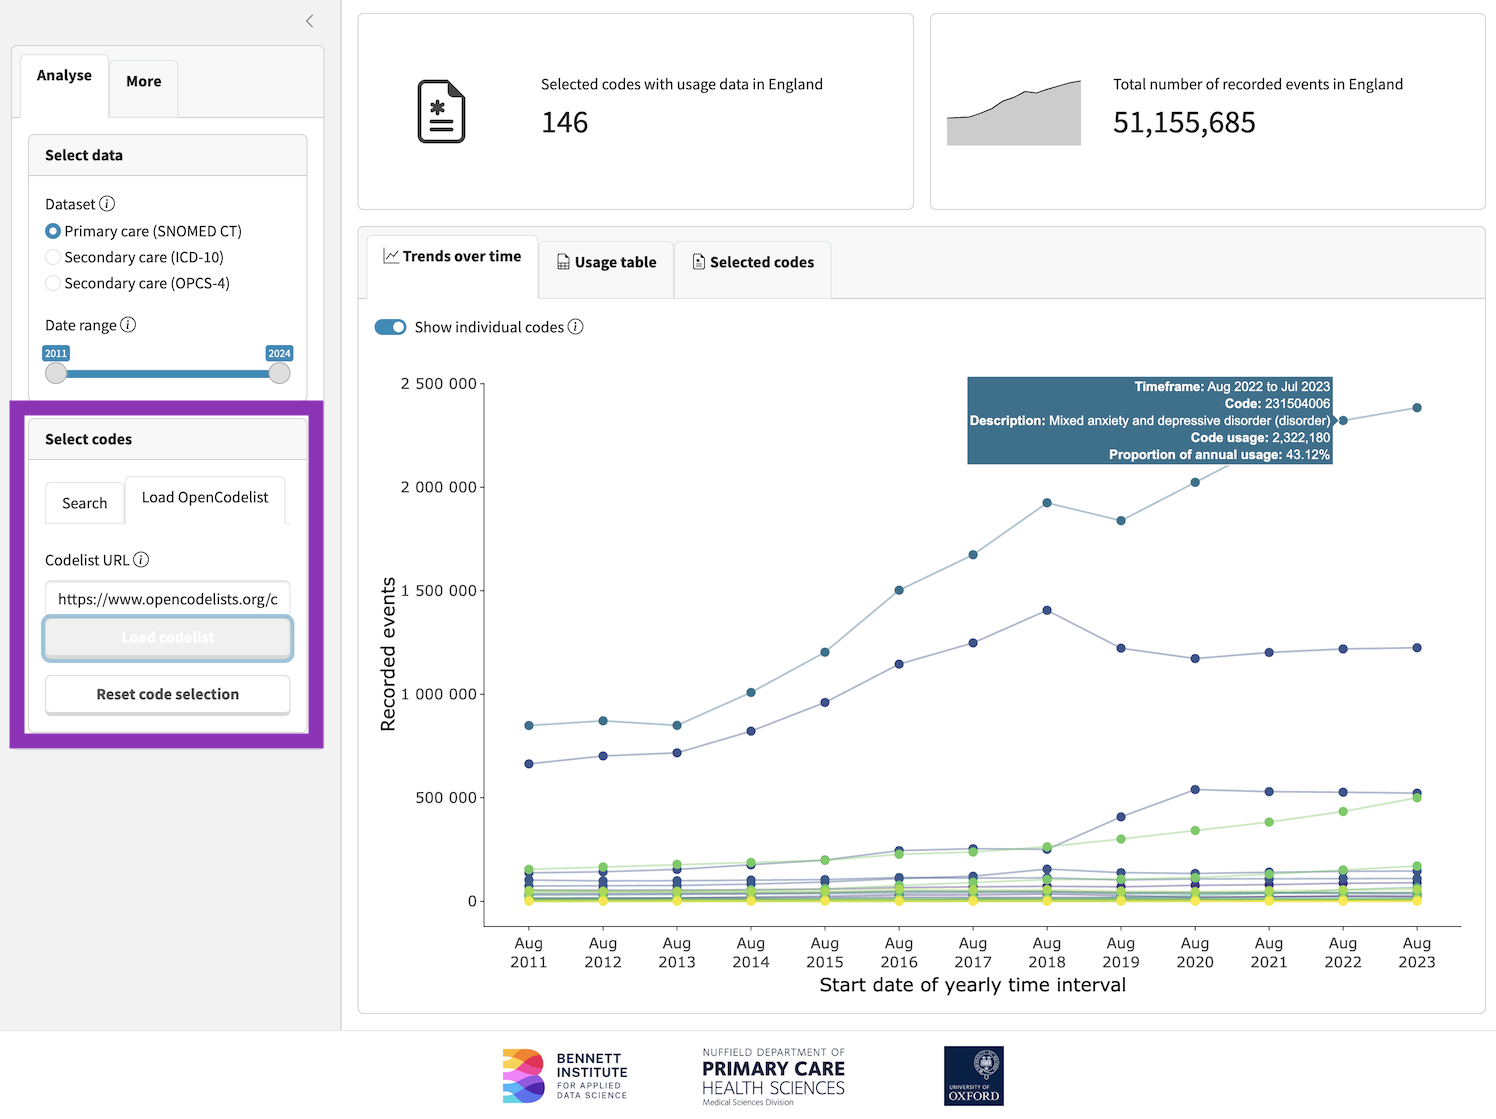 Analyse
More
Select data
Dataset
Primary care (SNOMED CT)
Secondary care (ICD-10)
Secondary care (OPCS-4)
Date range
2011
2024
Select codes
Search
Load OpenCodelist
Codelist URL
https://www.opencodelists.org/c
Load codelist
Reset code selection
Selected codes with usage data in England
146
Total number of recorded events in England
51,155,685
Trends over time
Usage table
Selected codes
Show individual codes
Timeframe: Aug 2022 to Jul 2023
Code: 231504006
Description: Mixed anxiety and depressive disorder (disorder)
Code usage: 2,322,180
Proportion of annual usage: 43.12%
Recorded events
2 500 000
2 000 000
1 500 000
1 000 000
500 000
0
Aug 2011
Aug 2012
Aug 2013
Aug 2014
Aug 2015
Aug 2016
Aug 2017
Aug 2018
Aug 2019
Aug 2020
Aug 2021
Aug 2022
Aug 2023
Start date of yearly time interval
BENNETT
INSTITUTE
FOR APPLIED
DATA SCIENCE
NUFFIELD DEPARTMENT OF
PRIMARY CARE
HEALTH SCIENCES
Medical Sciences Division
UNIVERSITY OF
OXFORD